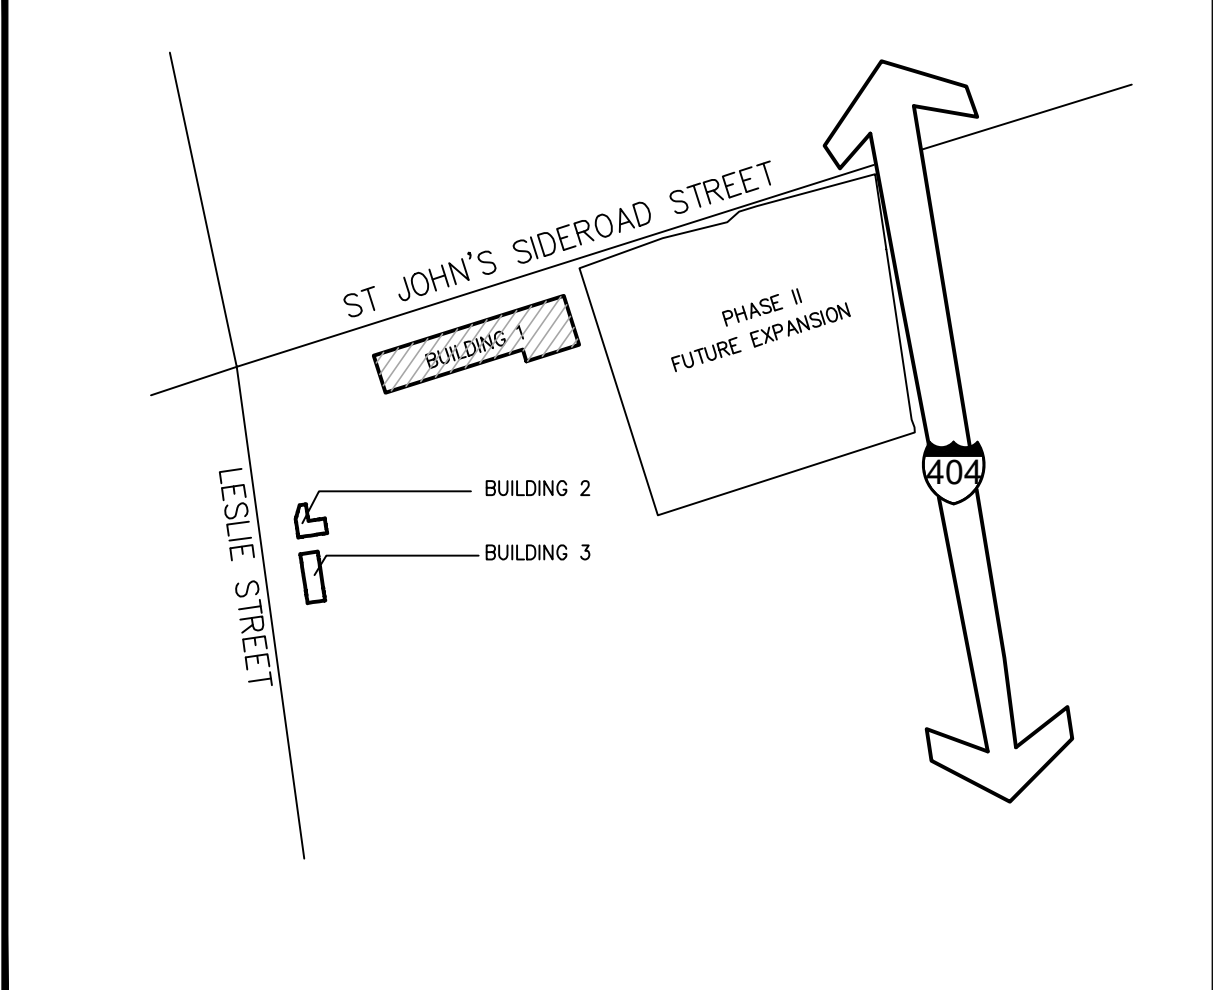 ST JOHN'S SIDEROAD STREET
PHASE II
FUTURE EXPANSION
BUILDING 1
404
LESLIE STREET
BUILDING 2
BUILDING 3